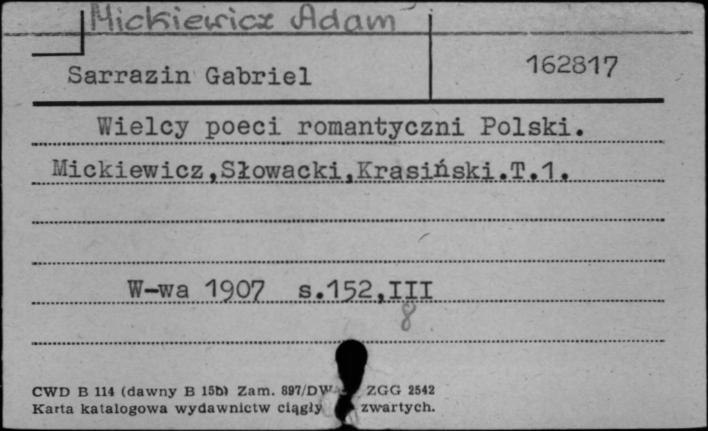 Mickiewicz Adam
Sarrazin Gabriel
162817
Wielcy poeci romantyczni Polski.
Mickiewicz,Słowacki,Krasiński.T.1.
W-wa 1907 s.152,III
8
CWD B 114 (dawny B 15b) Zam. 897/DW ZGG 2542
Karta katalogowa wydawnictw ciągły zwartych.